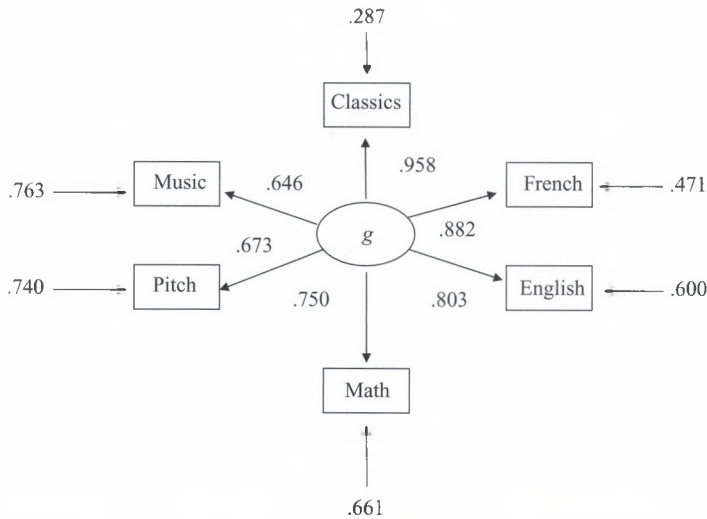 .287
Classics
.958
.763
Music
.646
French
.471
g
.882
.673
.740
Pitch
.750
.803
English
.600
Math
.661